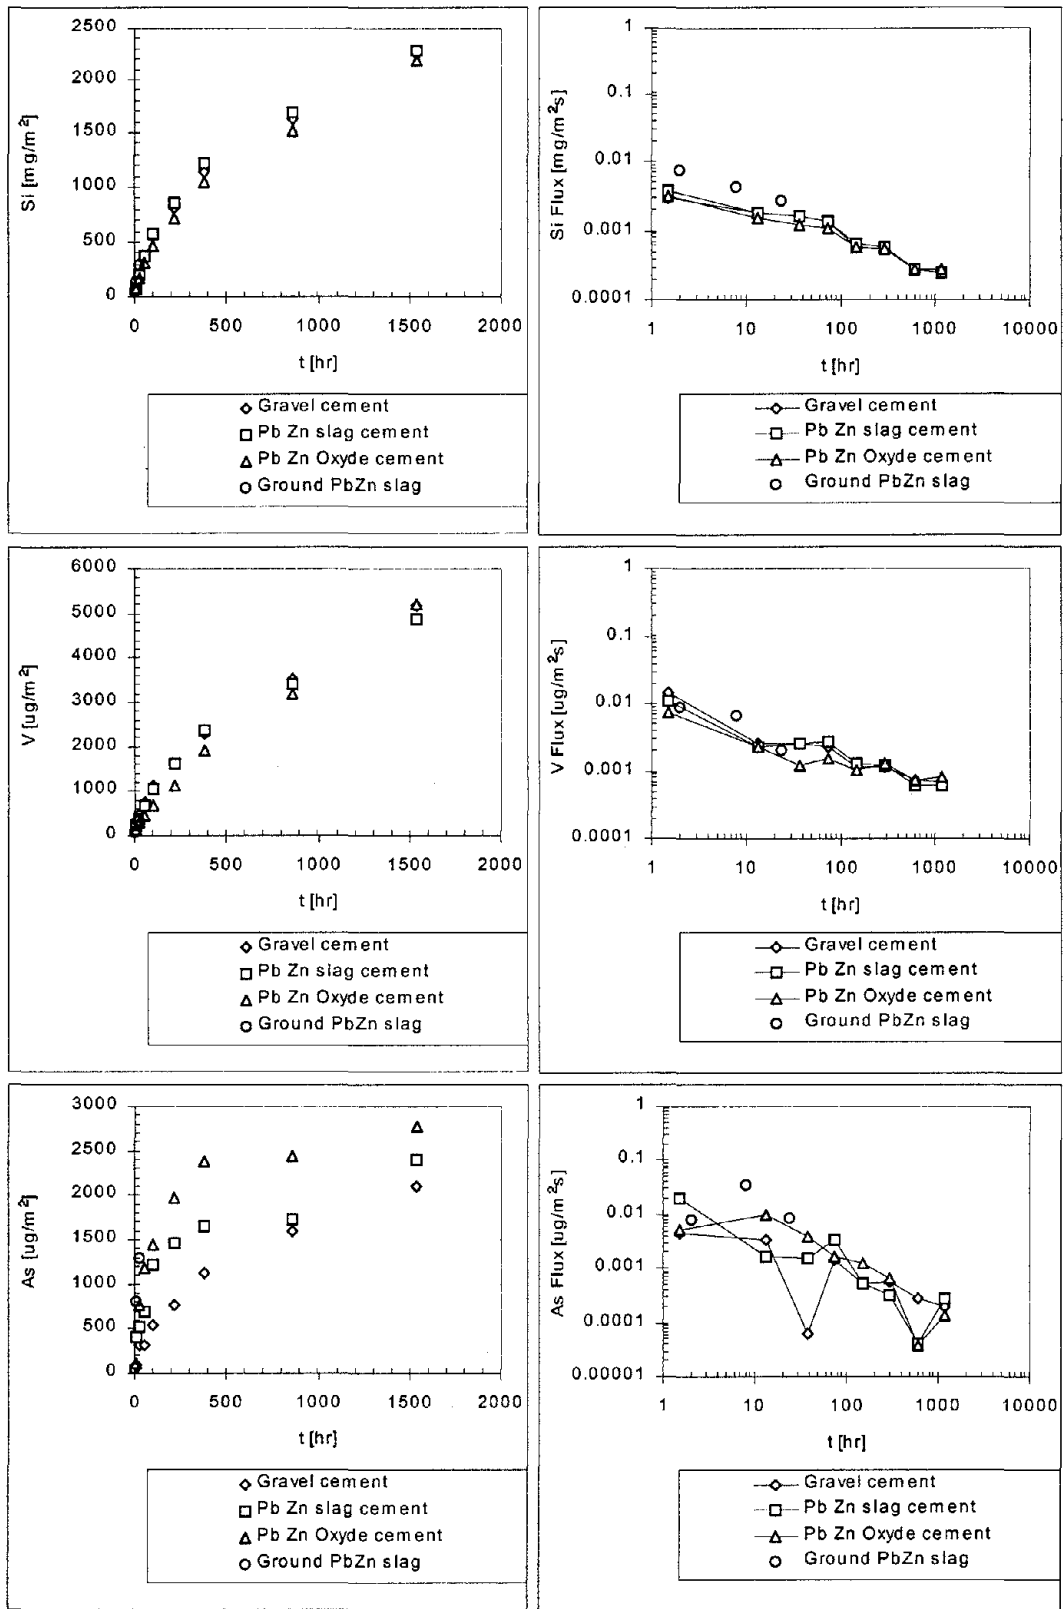 2500
2000
1500
1000
500
0
Si [mg/m²]
0 500 1000 1500 2000
t [hr]
Gravel cement
Pb Zn slag cement
Pb Zn Oxyde cement
Ground PbZn slag
1
0.1
0.01
0.001
0.0001
Si Flux [mg/m²s]
1 10 100 1000 10000
t [hr]
Gravel cement
Pb Zn slag cement
Pb Zn Oxyde cement
Ground PbZn slag
6000
5000
4000
3000
2000
1000
0
V [ug/m²]
0 500 1000 1500 2000
t [hr]
Gravel cement
Pb Zn slag cement
Pb Zn Oxyde cement
Ground PbZn slag
1
0.1
0.01
0.001
0.0001
V Flux [ug/m²s]
1 10 100 1000 10000
t [hr]
Gravel cement
Pb Zn slag cement
Pb Zn Oxyde cement
Ground PbZn slag
3000
2500
2000
1500
1000
500
0
As [ug/m²]
0 500 1000 1500 2000
t [hr]
Gravel cement
Pb Zn slag cement
Pb Zn Oxyde cement
Ground PbZn slag
1
0.1
0.01
0.001
0.0001
0.00001
As Flux [ug/m²s]
1 10 100 1000 10000
t [hr]
Gravel cement
Pb Zn slag cement
Pb Zn Oxyde cement
Ground PbZn slag